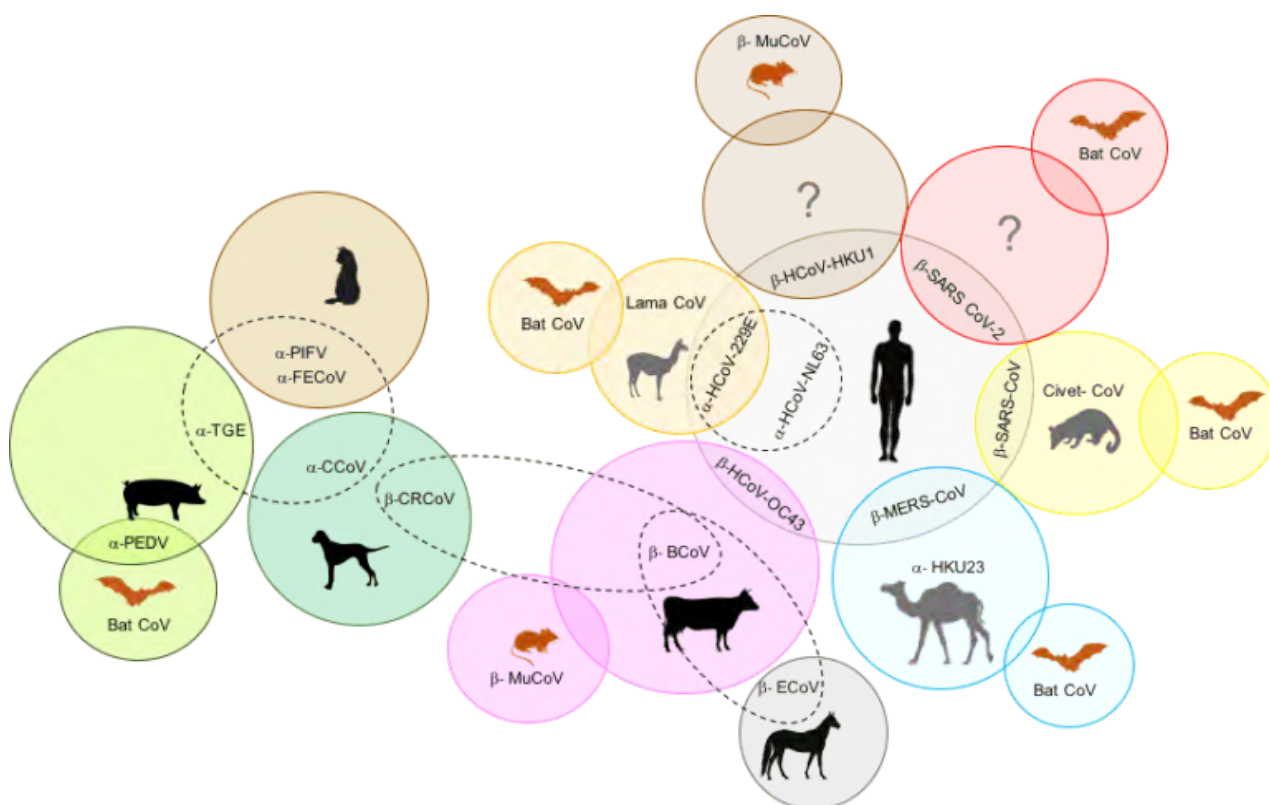 β- MuCoV
Bat CoV
?
?
β-HCoV-HKU1
β-SARS CoV-2
Lama CoV
Bat CoV
α-HCoV-229E
α-HCoV-NL63
α-PIFV
α-FECoV
Civet- CoV
β-SARS-CoV
Bat CoV
α-TGE
α-CCoV
β-CRCoV
β-HCoV-OC43
β-MERS-CoV
α-PEDV
β- BCoV
α- HKU23
Bat CoV
β- MuCoV
β- ECoV
Bat CoV